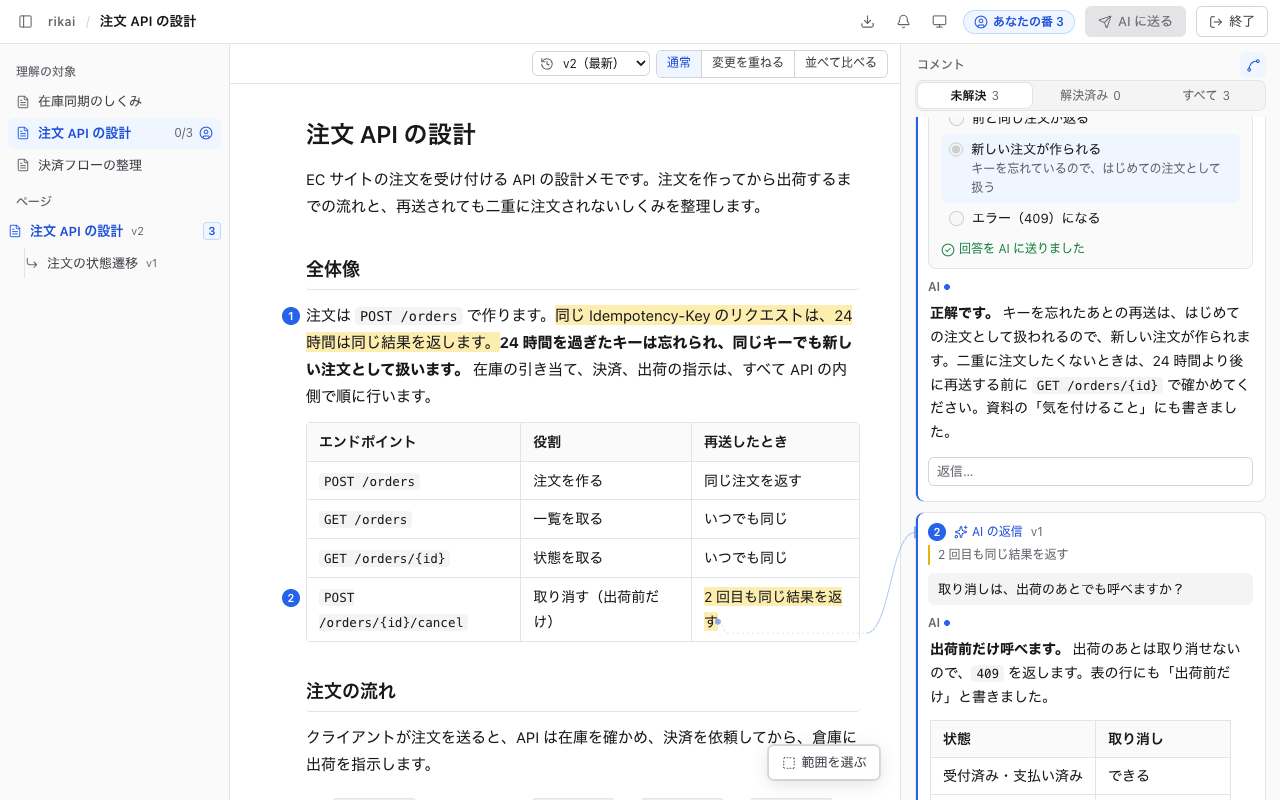 rikai / 注文 API の設計
あなたの番 3
AI に送る
終了
理解の対象
在庫同期のしくみ
注文 API の設計 0/3
決済フローの整理
ページ
注文 API の設計 v2 3
注文の状態遷移 v1
v2（最新）
通常
変更を重ねる
並べて比べる
注文 API の設計
EC サイトの注文を受け付ける API の設計メモです。注文を作ってから出荷するま
での流れと、再送されても二重に注文されないしくみを整理します。
全体像
1 注文は POST /orders で作ります。同じ Idempotency-Key のリクエストは、24
時間は同じ結果を返します。24 時間を過ぎたキーは忘れられ、同じキーでも新し
い注文として扱います。 在庫の引き当て、決済、出荷の指示は、すべて API の内
側で順に行います。
エンドポイント 役割 再送したとき
POST /orders 注文を作る 同じ注文を返す
GET /orders 一覧を取る いつでも同じ
GET /orders/{id} 状態を取る いつでも同じ
2 POST 取り消す（出荷前だ 2 回目も同じ結果を返
/orders/{id}/cancel け） す
注文の流れ
クライアントが注文を送ると、API は在庫を確かめ、決済を依頼してから、倉庫に
出荷を指示します。
範囲を選ぶ
コメント
未解決 3
解決済み 0
すべて 3
前と同じ注文が返る
新しい注文が作られる
キーを忘れているので、はじめての注文として
扱う
エラー（409）になる
回答を AI に送りました
AI
正解です。 キーを忘れたあとの再送は、はじめて
の注文として扱われるので、新しい注文が作られま
す。二重に注文したくないときは、24 時間より後
に再送する前に GET /orders/{id} で確かめてく
ださい。資料の「気を付けること」にも書きまし
た。
返信...
2 AI の返信 v1
2 回目も同じ結果を返す
取り消しは、出荷のあとでも呼べますか？
AI
出荷前だけ呼べます。 出荷のあとは取り消せない
ので、409 を返します。表の行にも「出荷前だ
け」と書きました。
状態 取り消し
受付済み・支払い済み できる